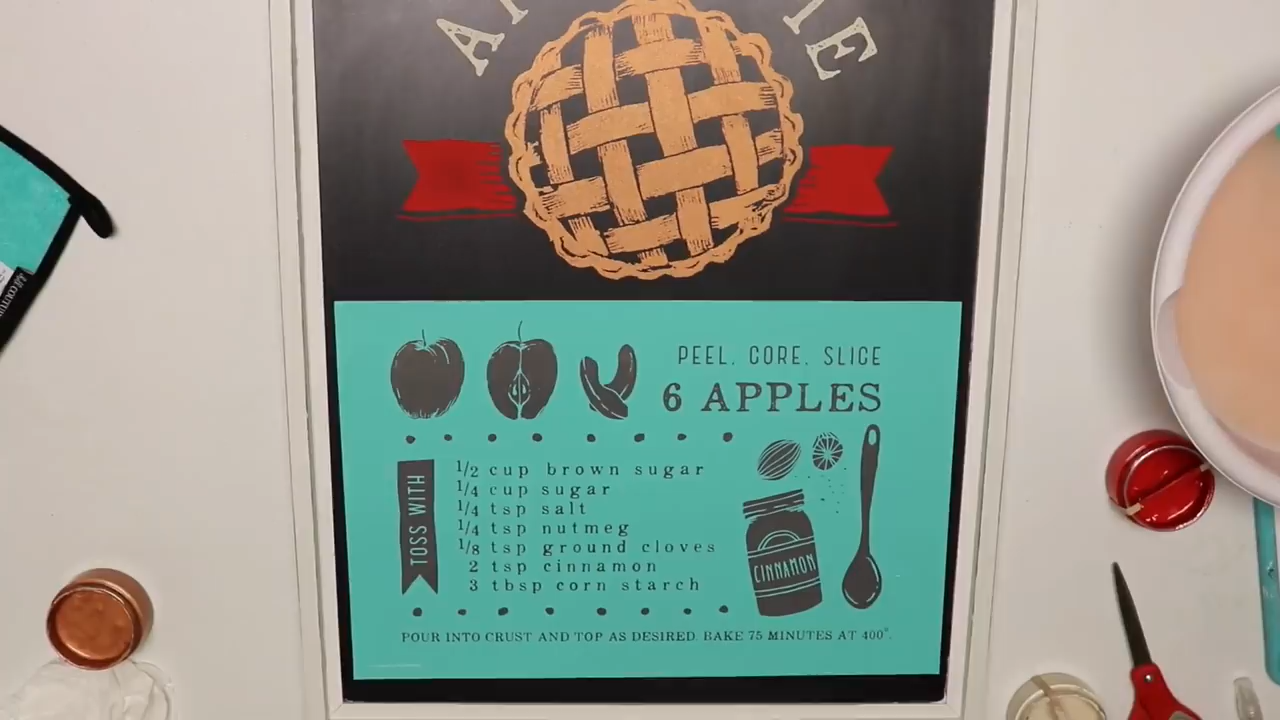 PEEL. CORE. SLICE
6 APPLES
TOSS WITH
1/2 cup brown sugar
1/4 cup sugar
1/4 tsp salt
1/4 tsp nutmeg
1/8 tsp ground cloves
2 tsp cinnamon
3 tbsp corn starch
CINNAMON
POUR INTO CRUST AND TOP AS DESIRED. BAKE 75 MINUTES AT 400°.